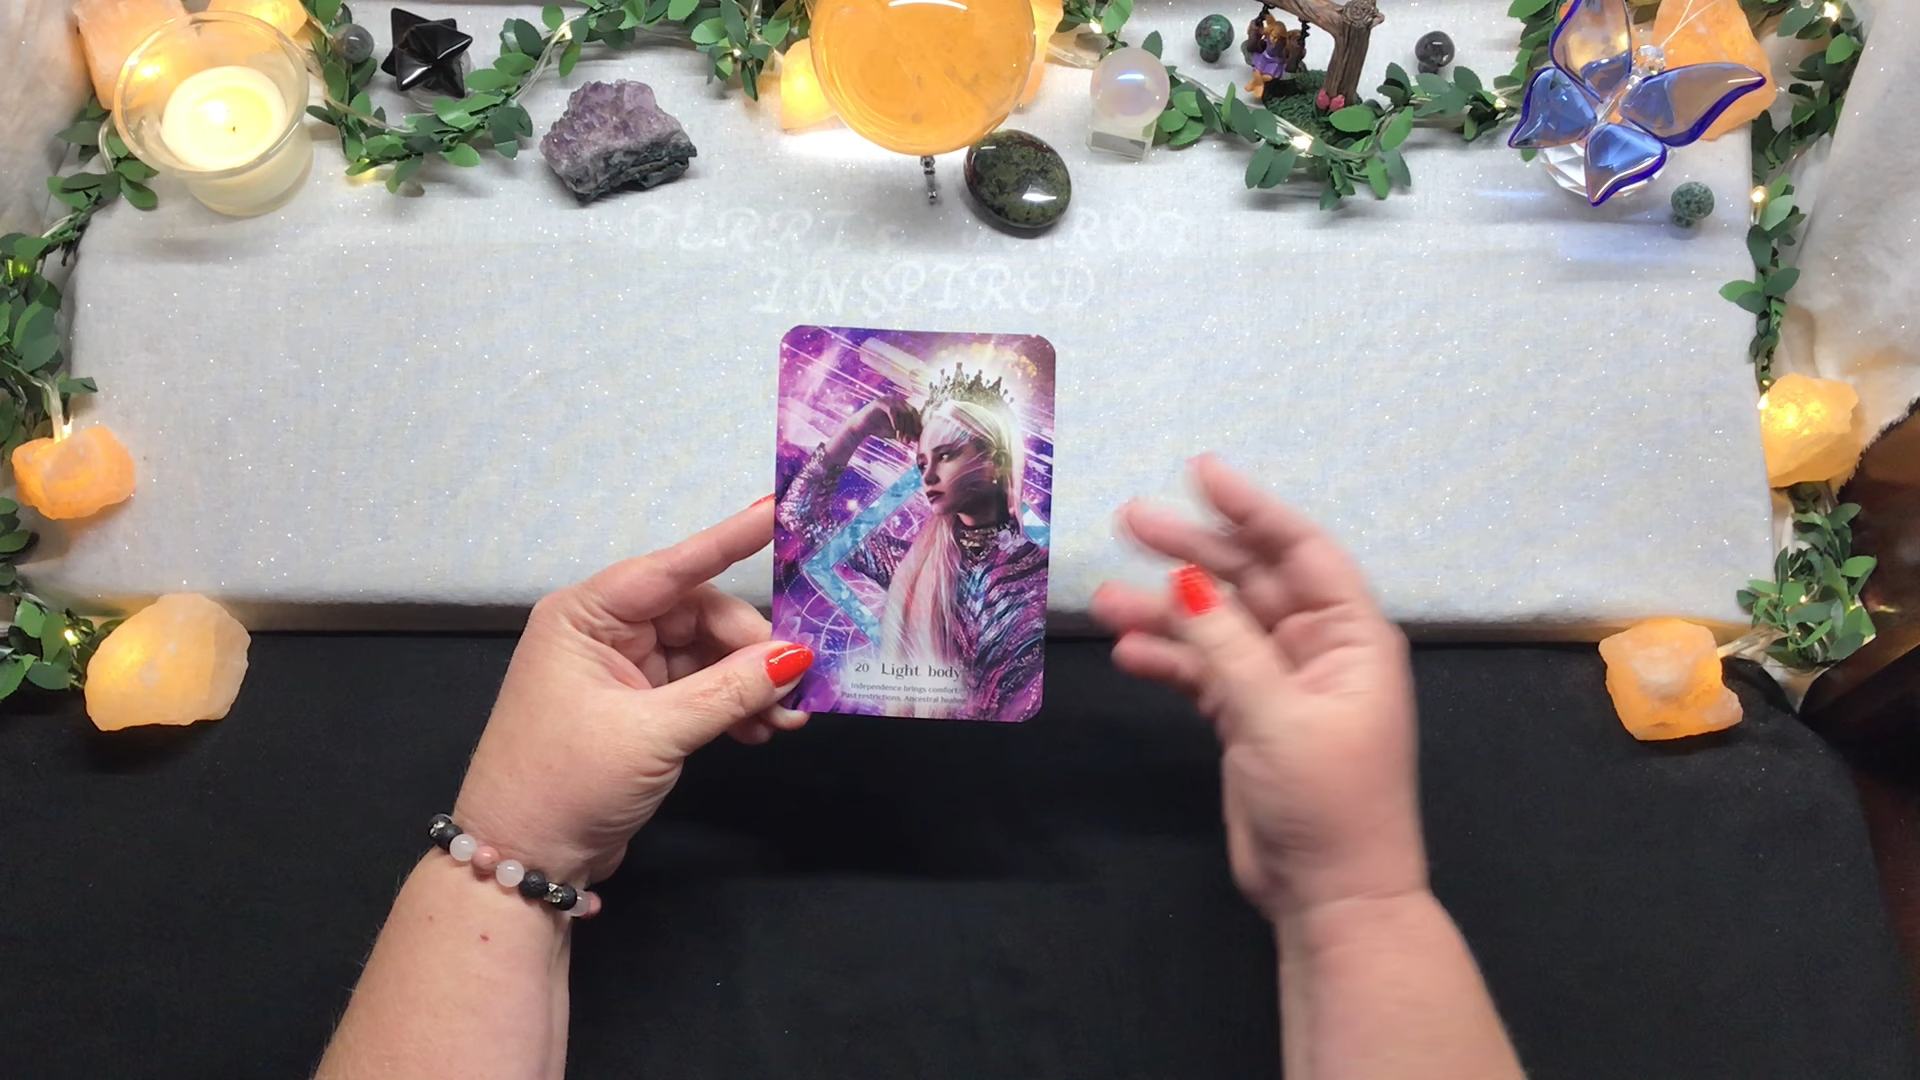 INSPIRED
20 Light body
Independence brings comfort.
Past restrictions. Ancestral healing